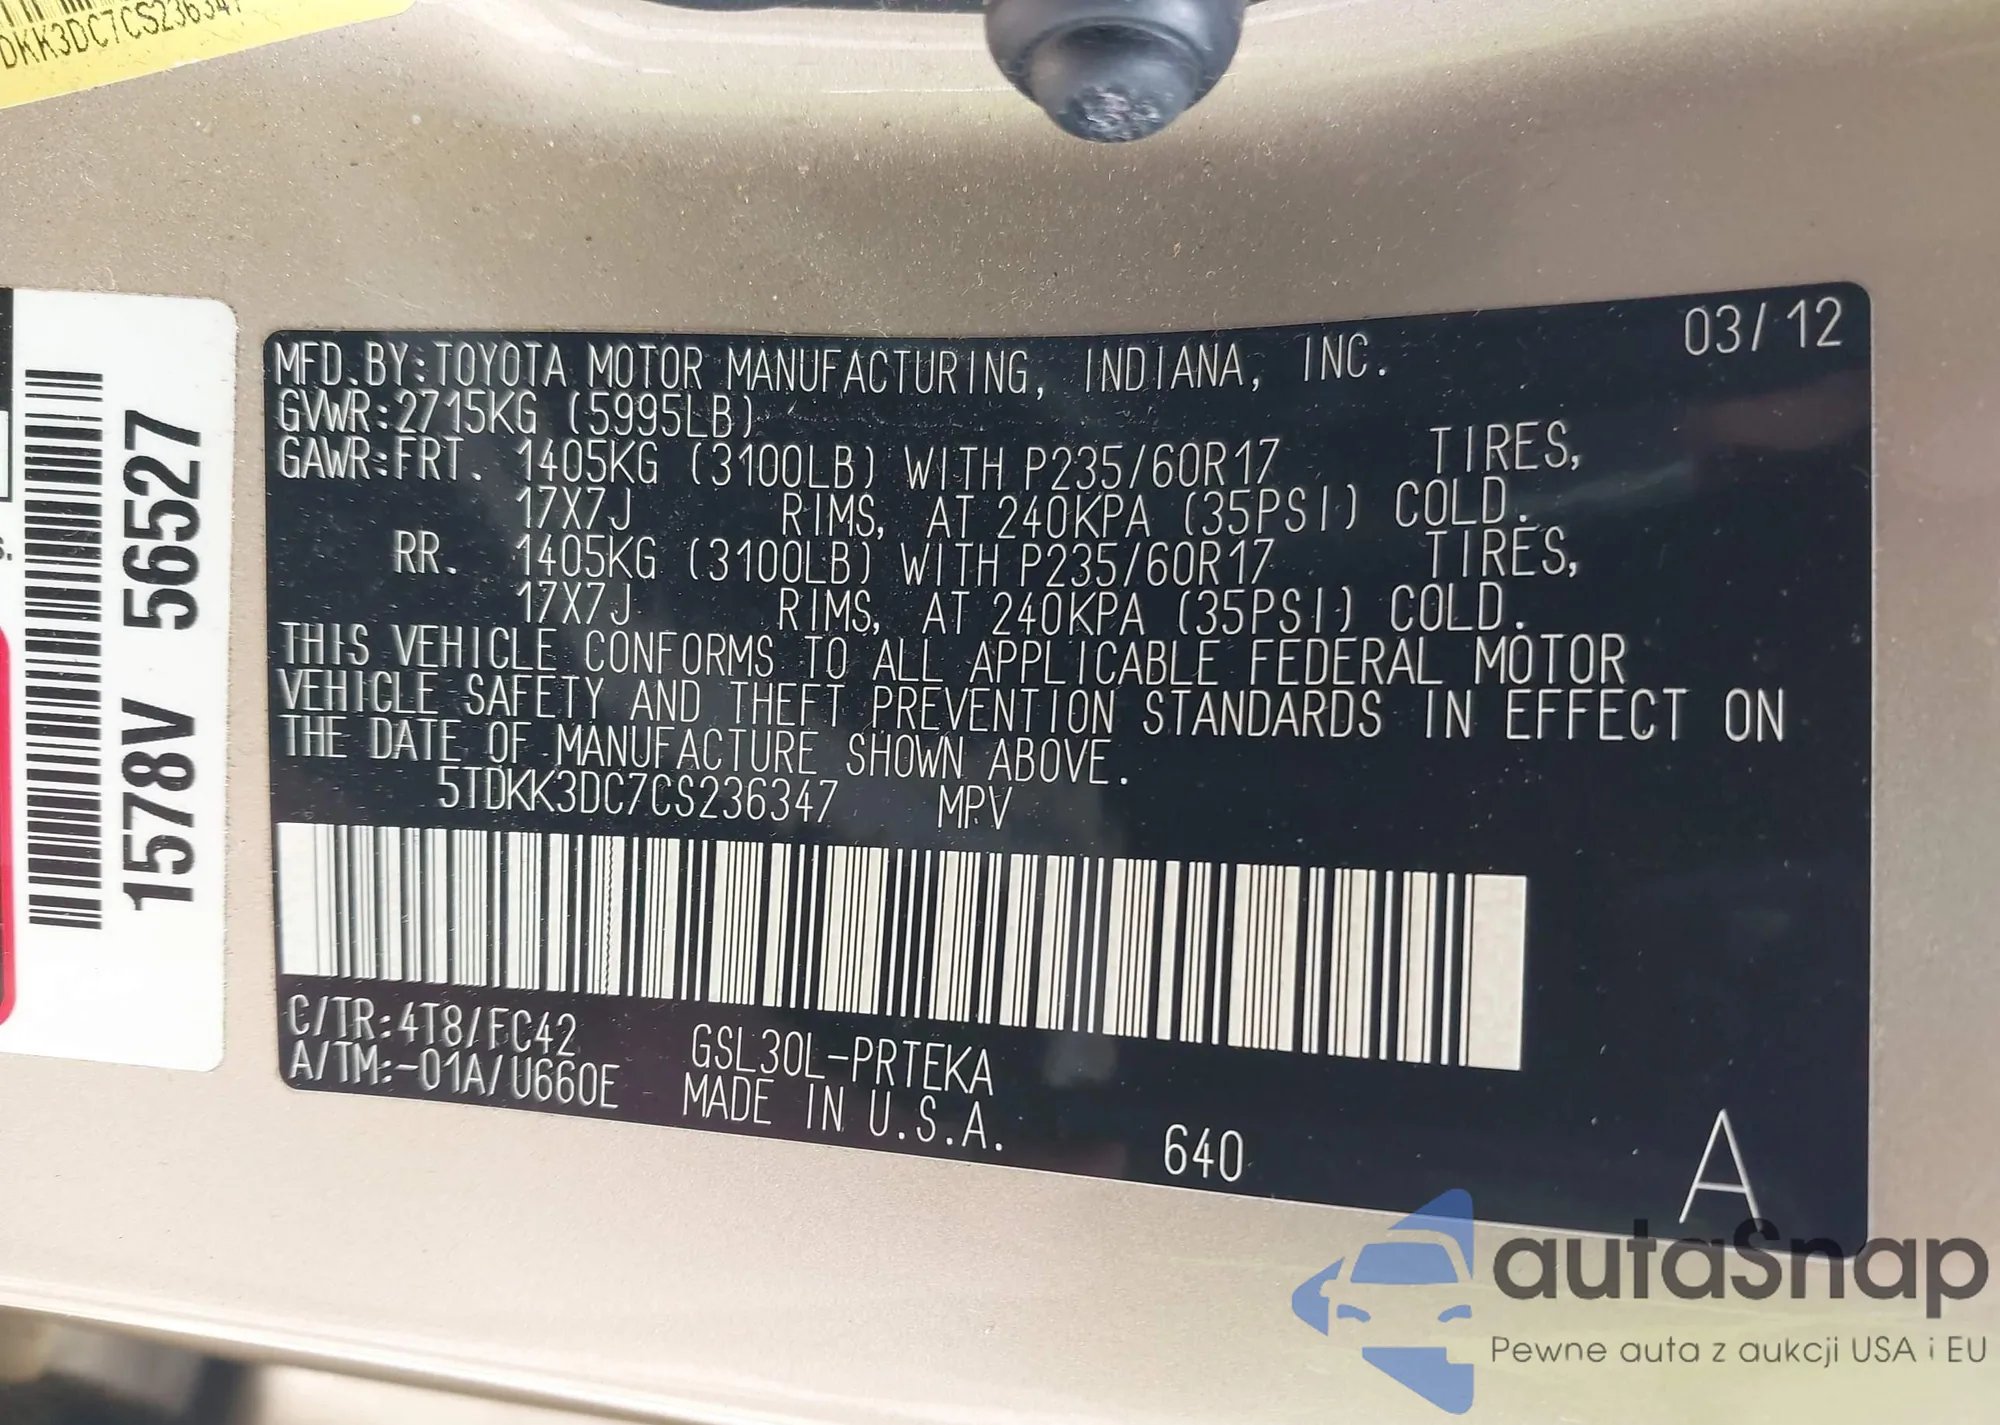 DKK3DC7CS236347
1578V 56527
03/12
MFD.BY:TOYOTA MOTOR MANUFACTURING, INDIANA, INC.
GVWR:2715KG (5995LB)
GAWR:FRT. 1405KG (3100LB) WITH P235/60R17 TIRES,
17X7J RIMS, AT 240KPA (35PSI) COLD.
RR. 1405KG (3100LB) WITH P235/60R17 TIRES,
17X7J RIMS, AT 240KPA (35PSI) COLD.
THIS VEHICLE CONFORMS TO ALL APPLICABLE FEDERAL MOTOR
VEHICLE SAFETY AND THEFT PREVENTION STANDARDS IN EFFECT ON
THE DATE OF MANUFACTURE SHOWN ABOVE.
5TDKK3DC7CS236347 MPV
C/TR:4T8/FC42 GSL30L-PRTEKA
A/TM:-01A/U660E MADE IN U.S.A.
640
A
autaSnap
Pewne auta z aukcji USA i EU